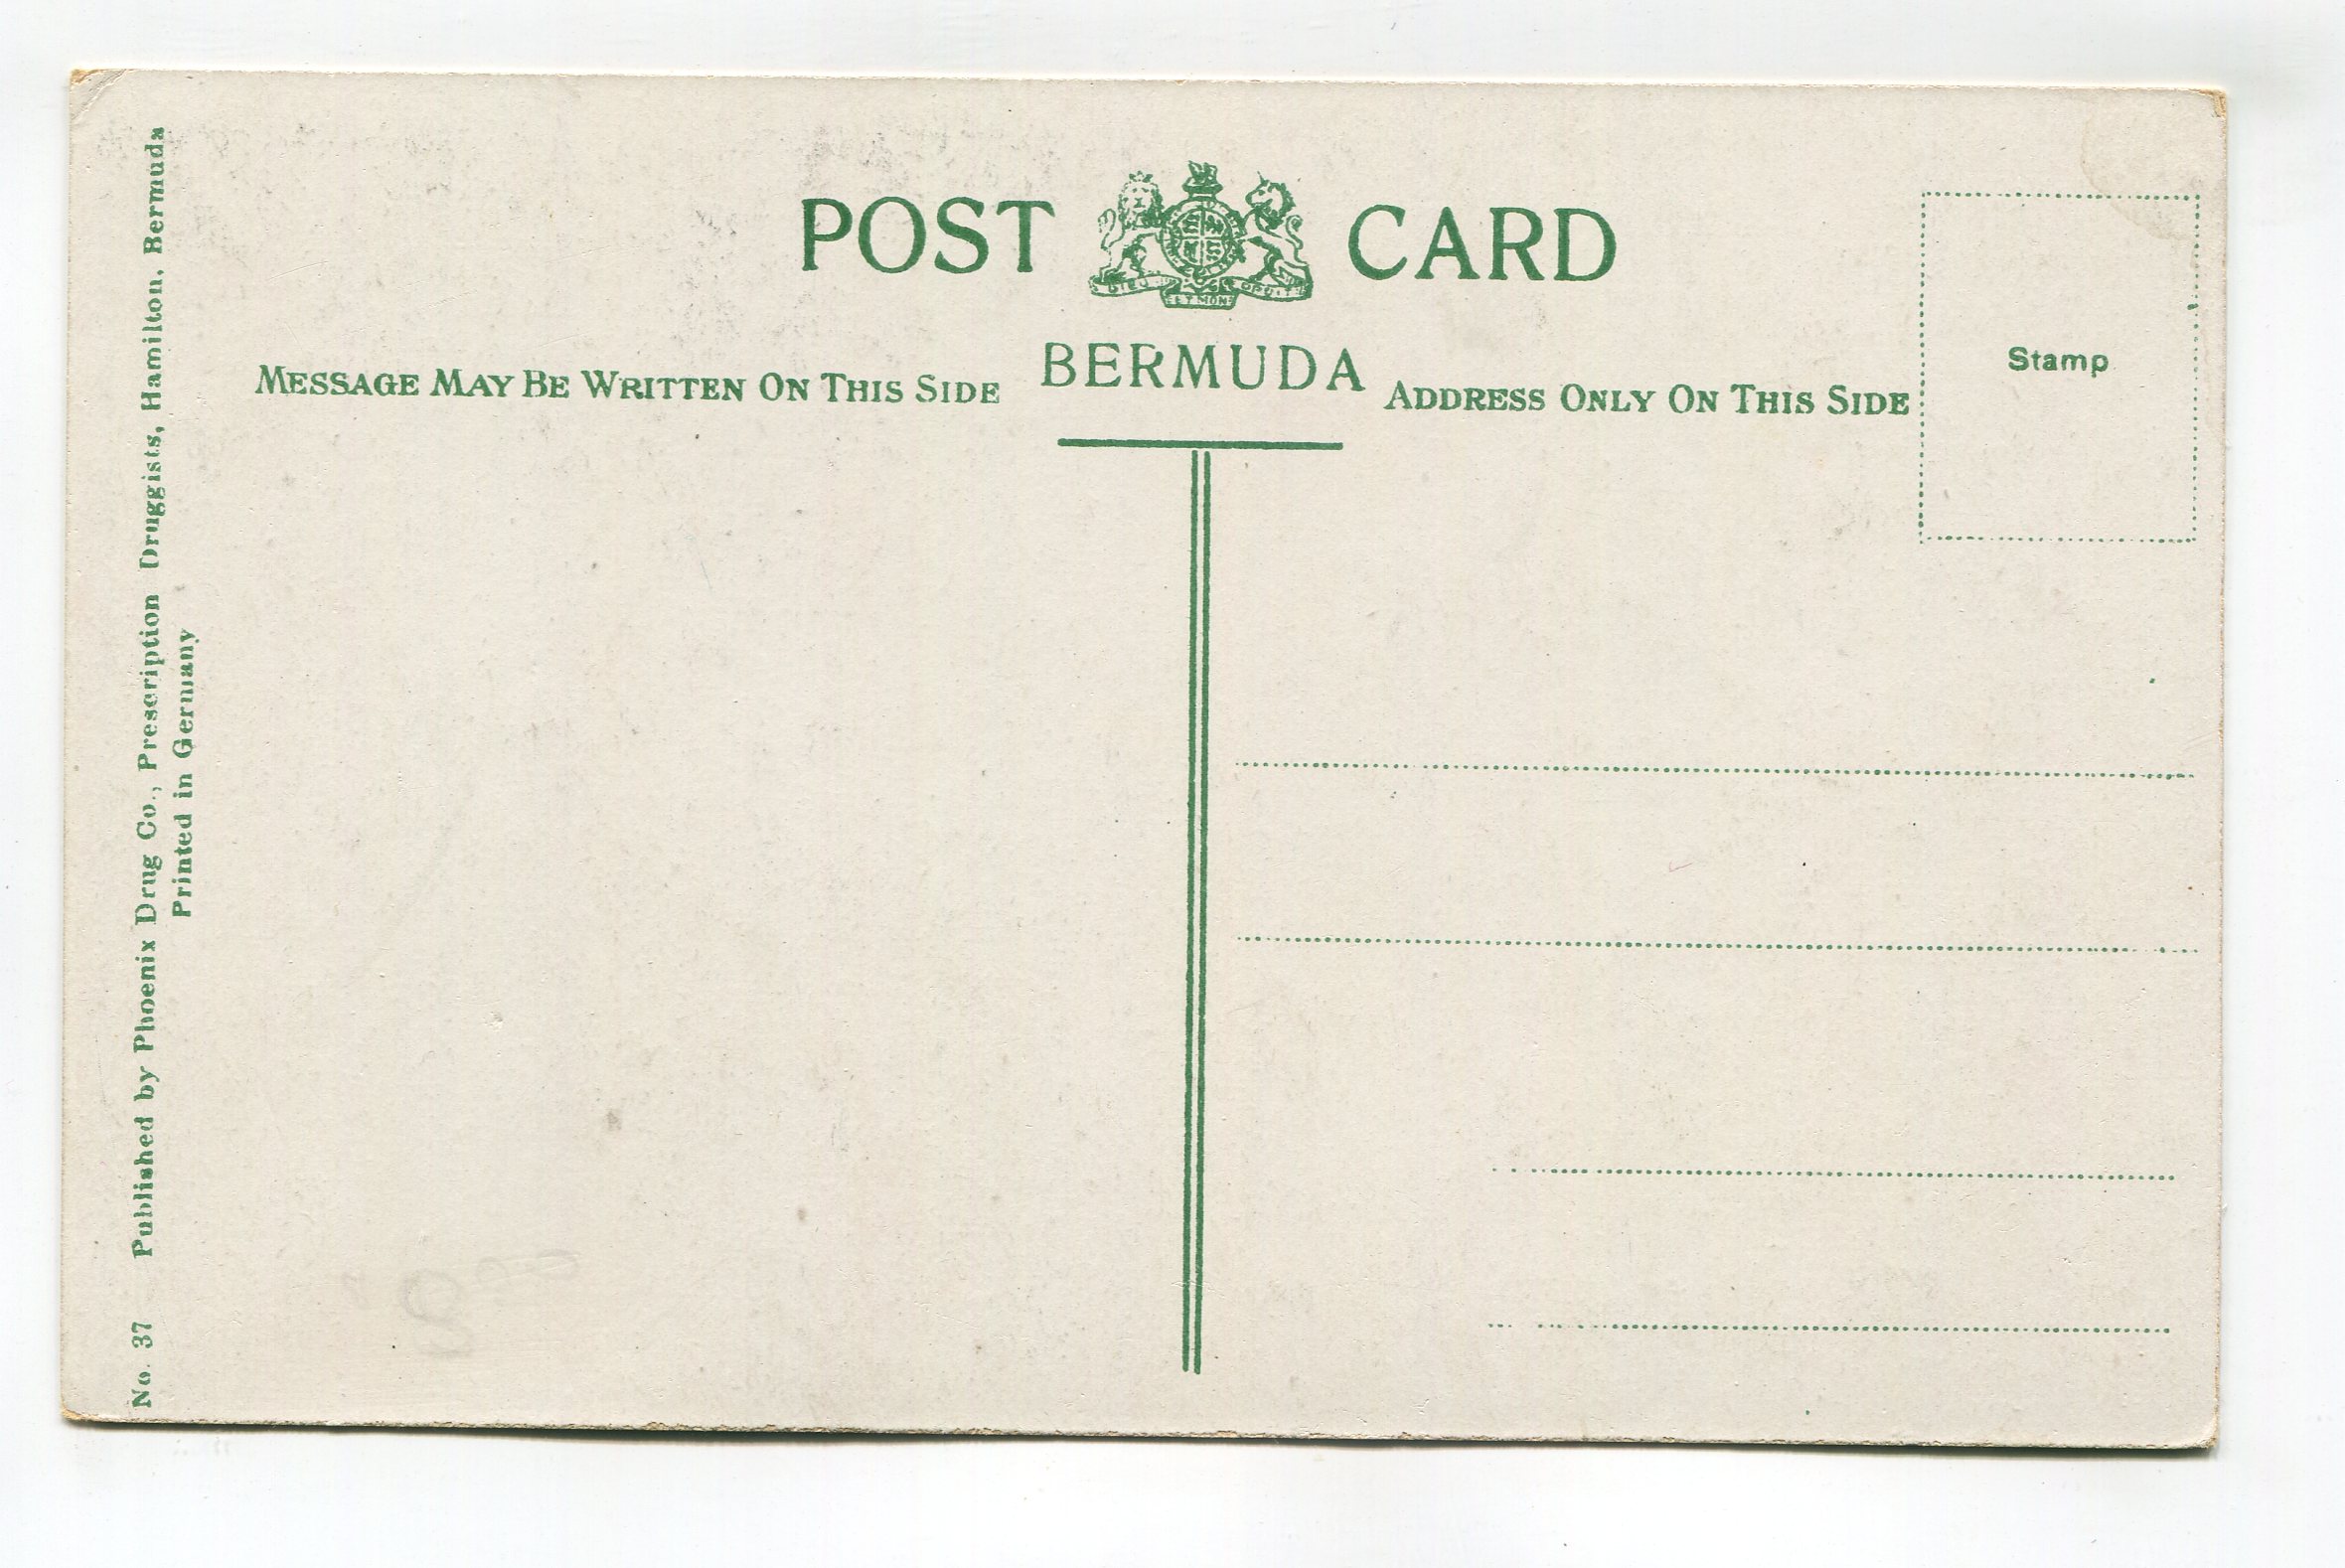 POST CARD
BERMUDA
MESSAGE MAY BE WRITTEN ON THIS SIDE
ADDRESS ONLY ON THIS SIDE
Stamp
No. 37 Published by Phoenix Drug Co., Prescription Druggists, Hamilton, Bermuda
Printed in Germany